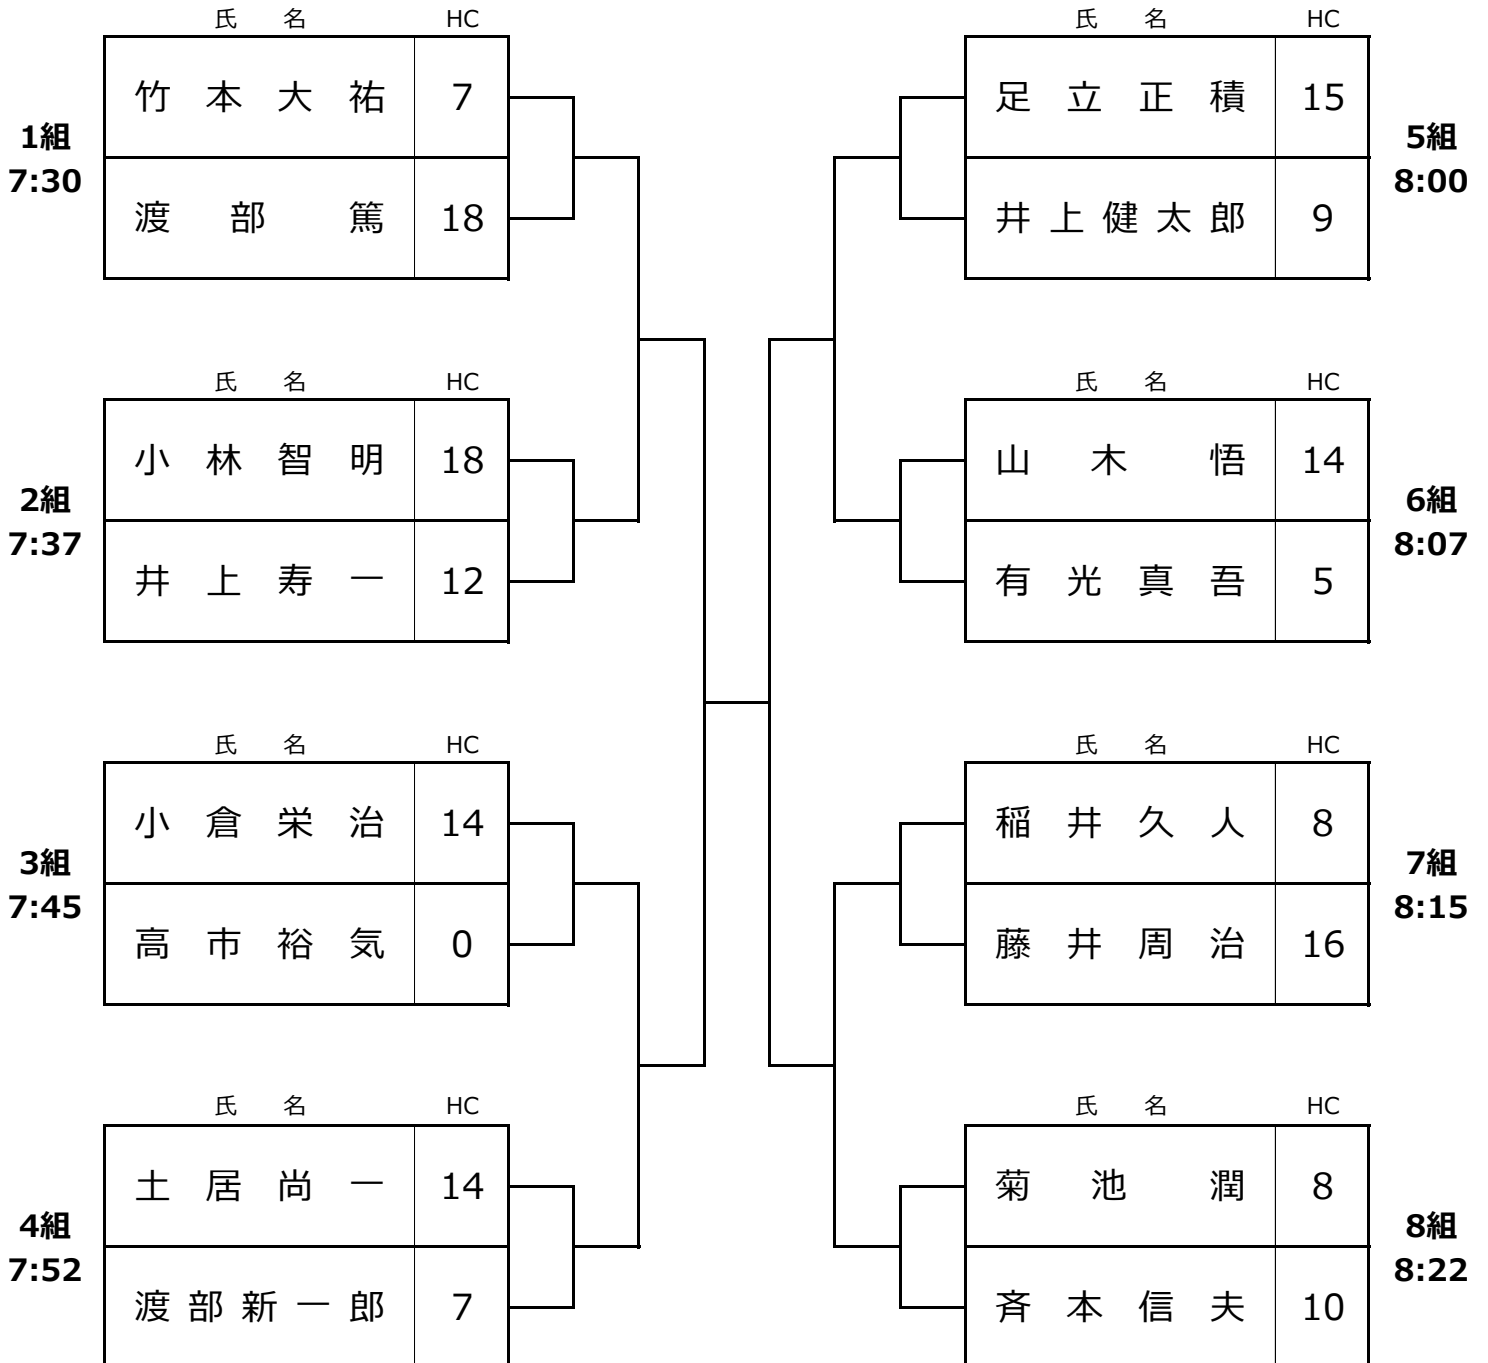 氏 名 HC
竹本大祐 7
1組
7:30
渡部篤 18
氏 名 HC
小林智明 18
2組
7:37
井上寿一 12
氏 名 HC
小倉栄治 14
3組
7:45
高市裕気 0
氏 名 HC
土居尚一 14
4組
7:52
渡部新一郎 7
氏 名 HC
足立正積 15
5組
8:00
井上健太郎 9
氏 名 HC
山木悟 14
6組
8:07
有光真吾 5
氏 名 HC
稲井久人 8
7組
8:15
藤井周治 16
氏 名 HC
菊池潤 8
8組
8:22
斉本信夫 10